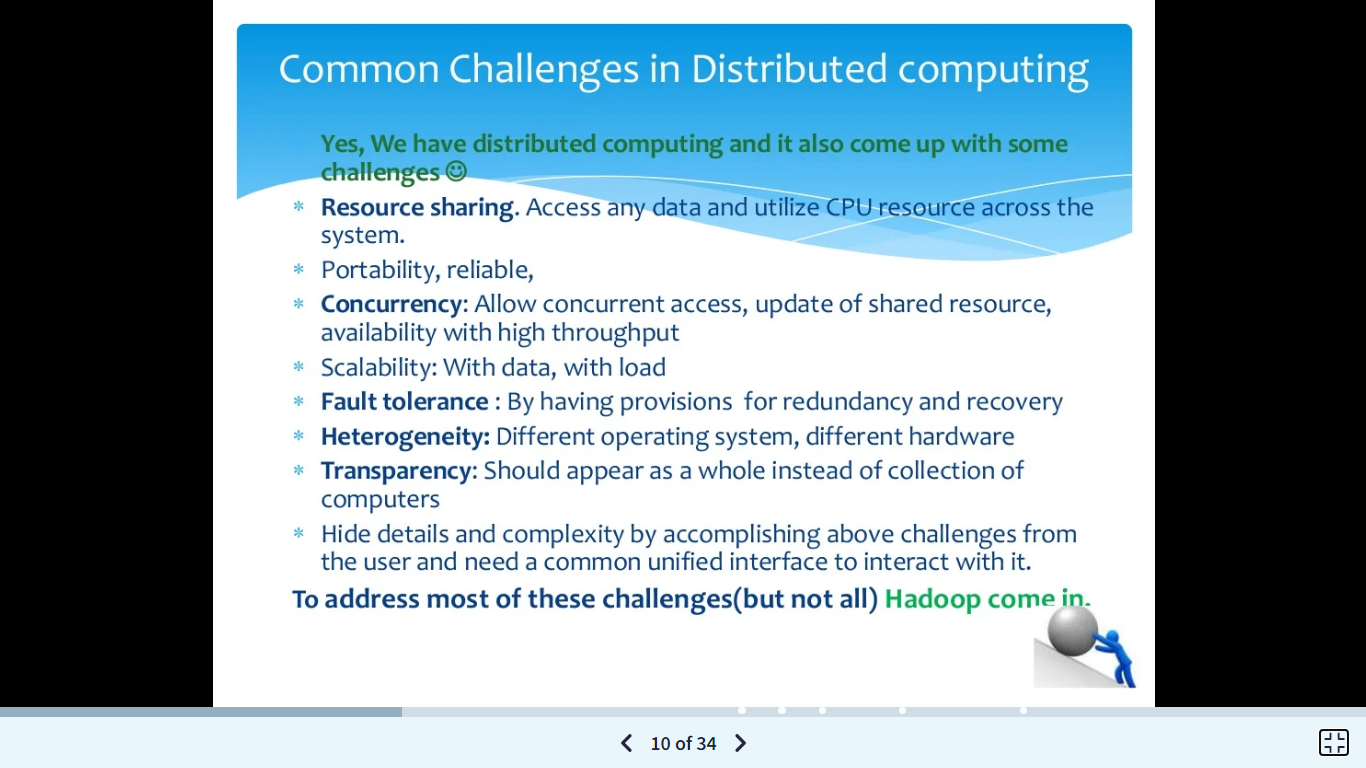 Common Challenges in Distributed computing
Yes, We have distributed computing and it also come up with some
challenges ☺
* Resource sharing. Access any data and utilize CPU resource across the
system.
* Portability, reliable,
* Concurrency: Allow concurrent access, update of shared resource,
availability with high throughput
* Scalability: With data, with load
* Fault tolerance : By having provisions for redundancy and recovery
* Heterogeneity: Different operating system, different hardware
* Transparency: Should appear as a whole instead of collection of
computers
* Hide details and complexity by accomplishing above challenges from
the user and need a common unified interface to interact with it.
To address most of these challenges(but not all) Hadoop come in.
10 of 34